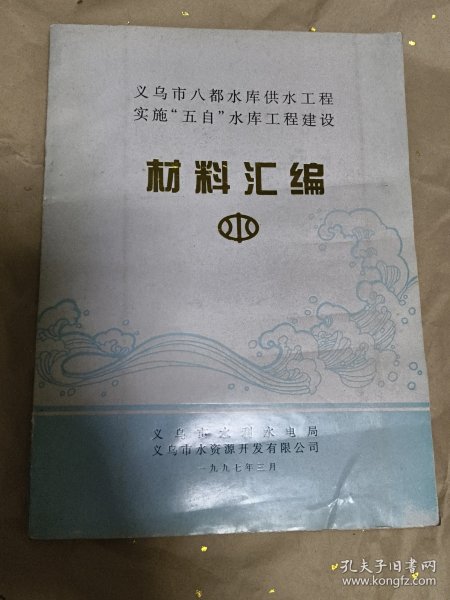 义乌市八都水库供水工程
实施“五自”水库工程建设
材料汇编
义乌市水利水电局
义乌市水资源开发有限公司
一九九七年三月
孔夫子旧书网
www.kongfz.com